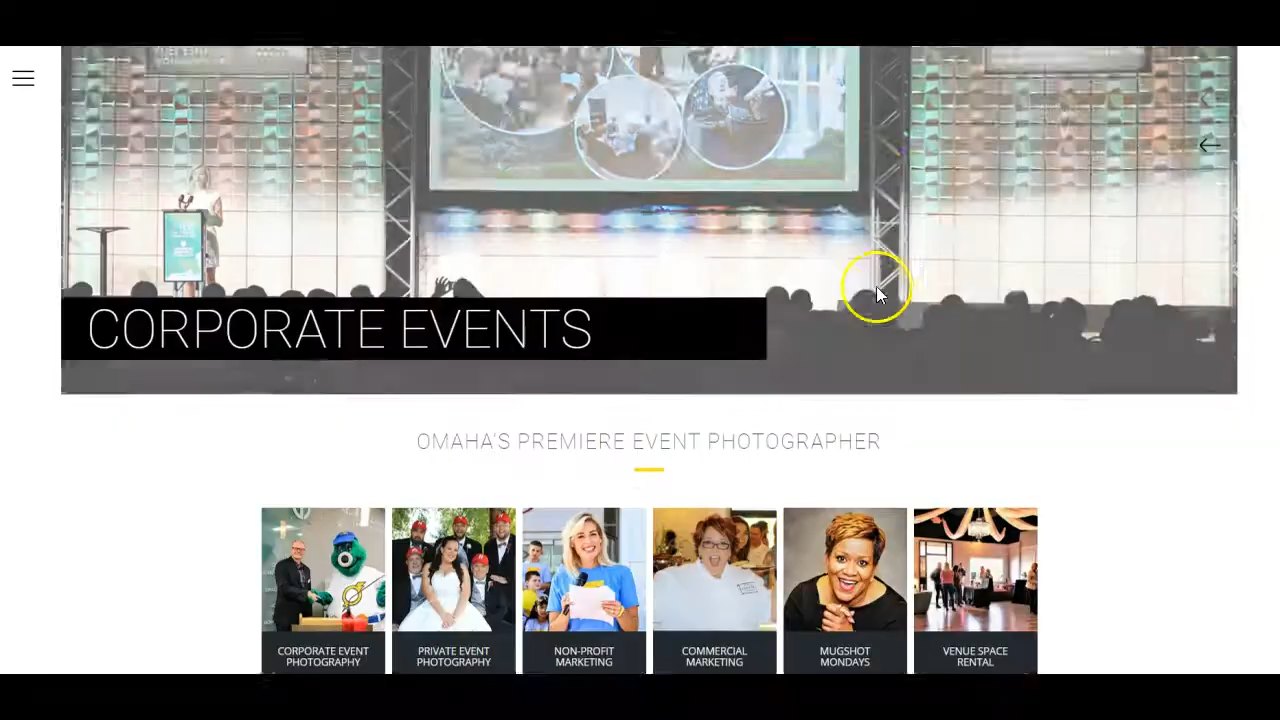 CORPORATE EVENTS
OMAHA'S PREMIERE EVENT PHOTOGRAPHER
CORPORATE EVENT
PHOTOGRAPHY
PRIVATE EVENT
PHOTOGRAPHY
NON-PROFIT
MARKETING
COMMERCIAL
MARKETING
MUGSHOT
MONDAYS
VENUE SPACE
RENTAL